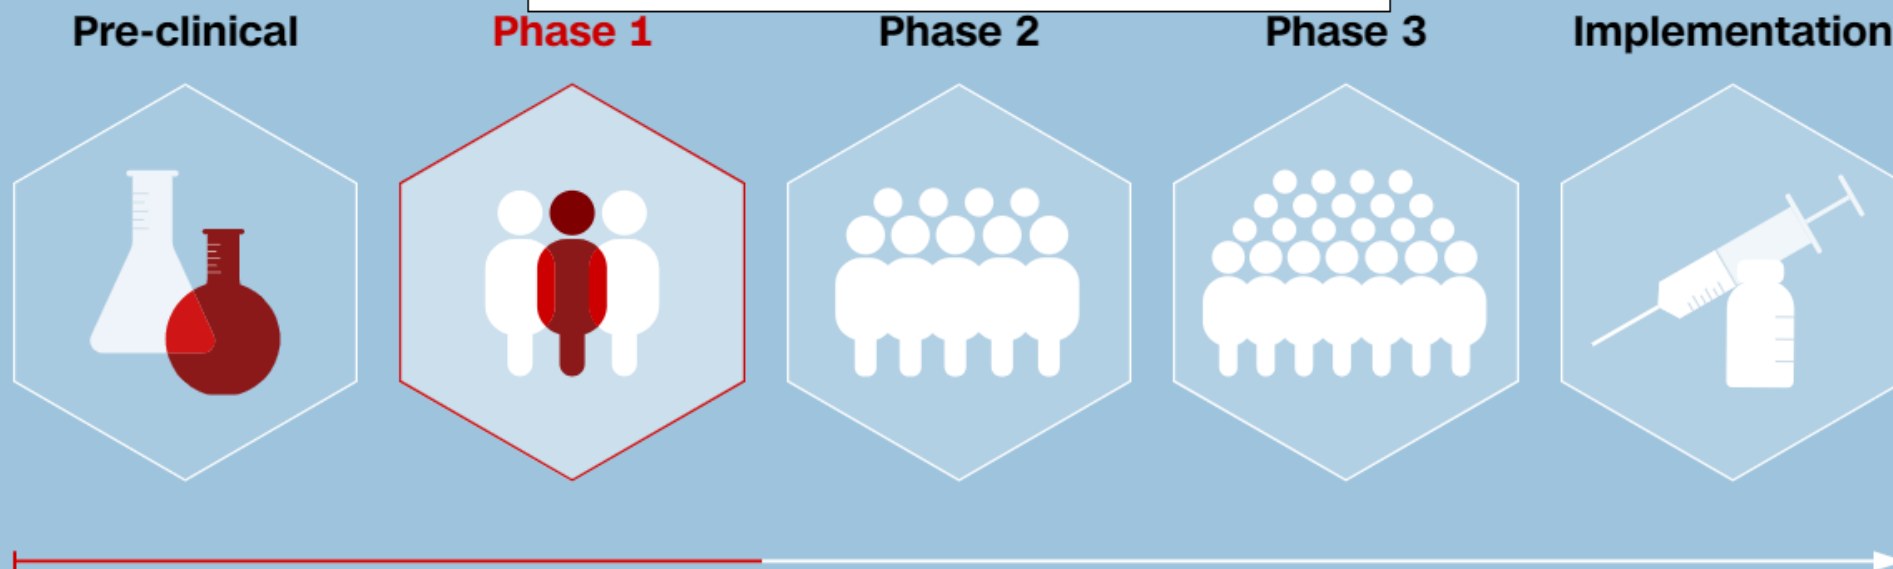 Pre-clinical
Phase 1
Phase 2
Phase 3
Implementation